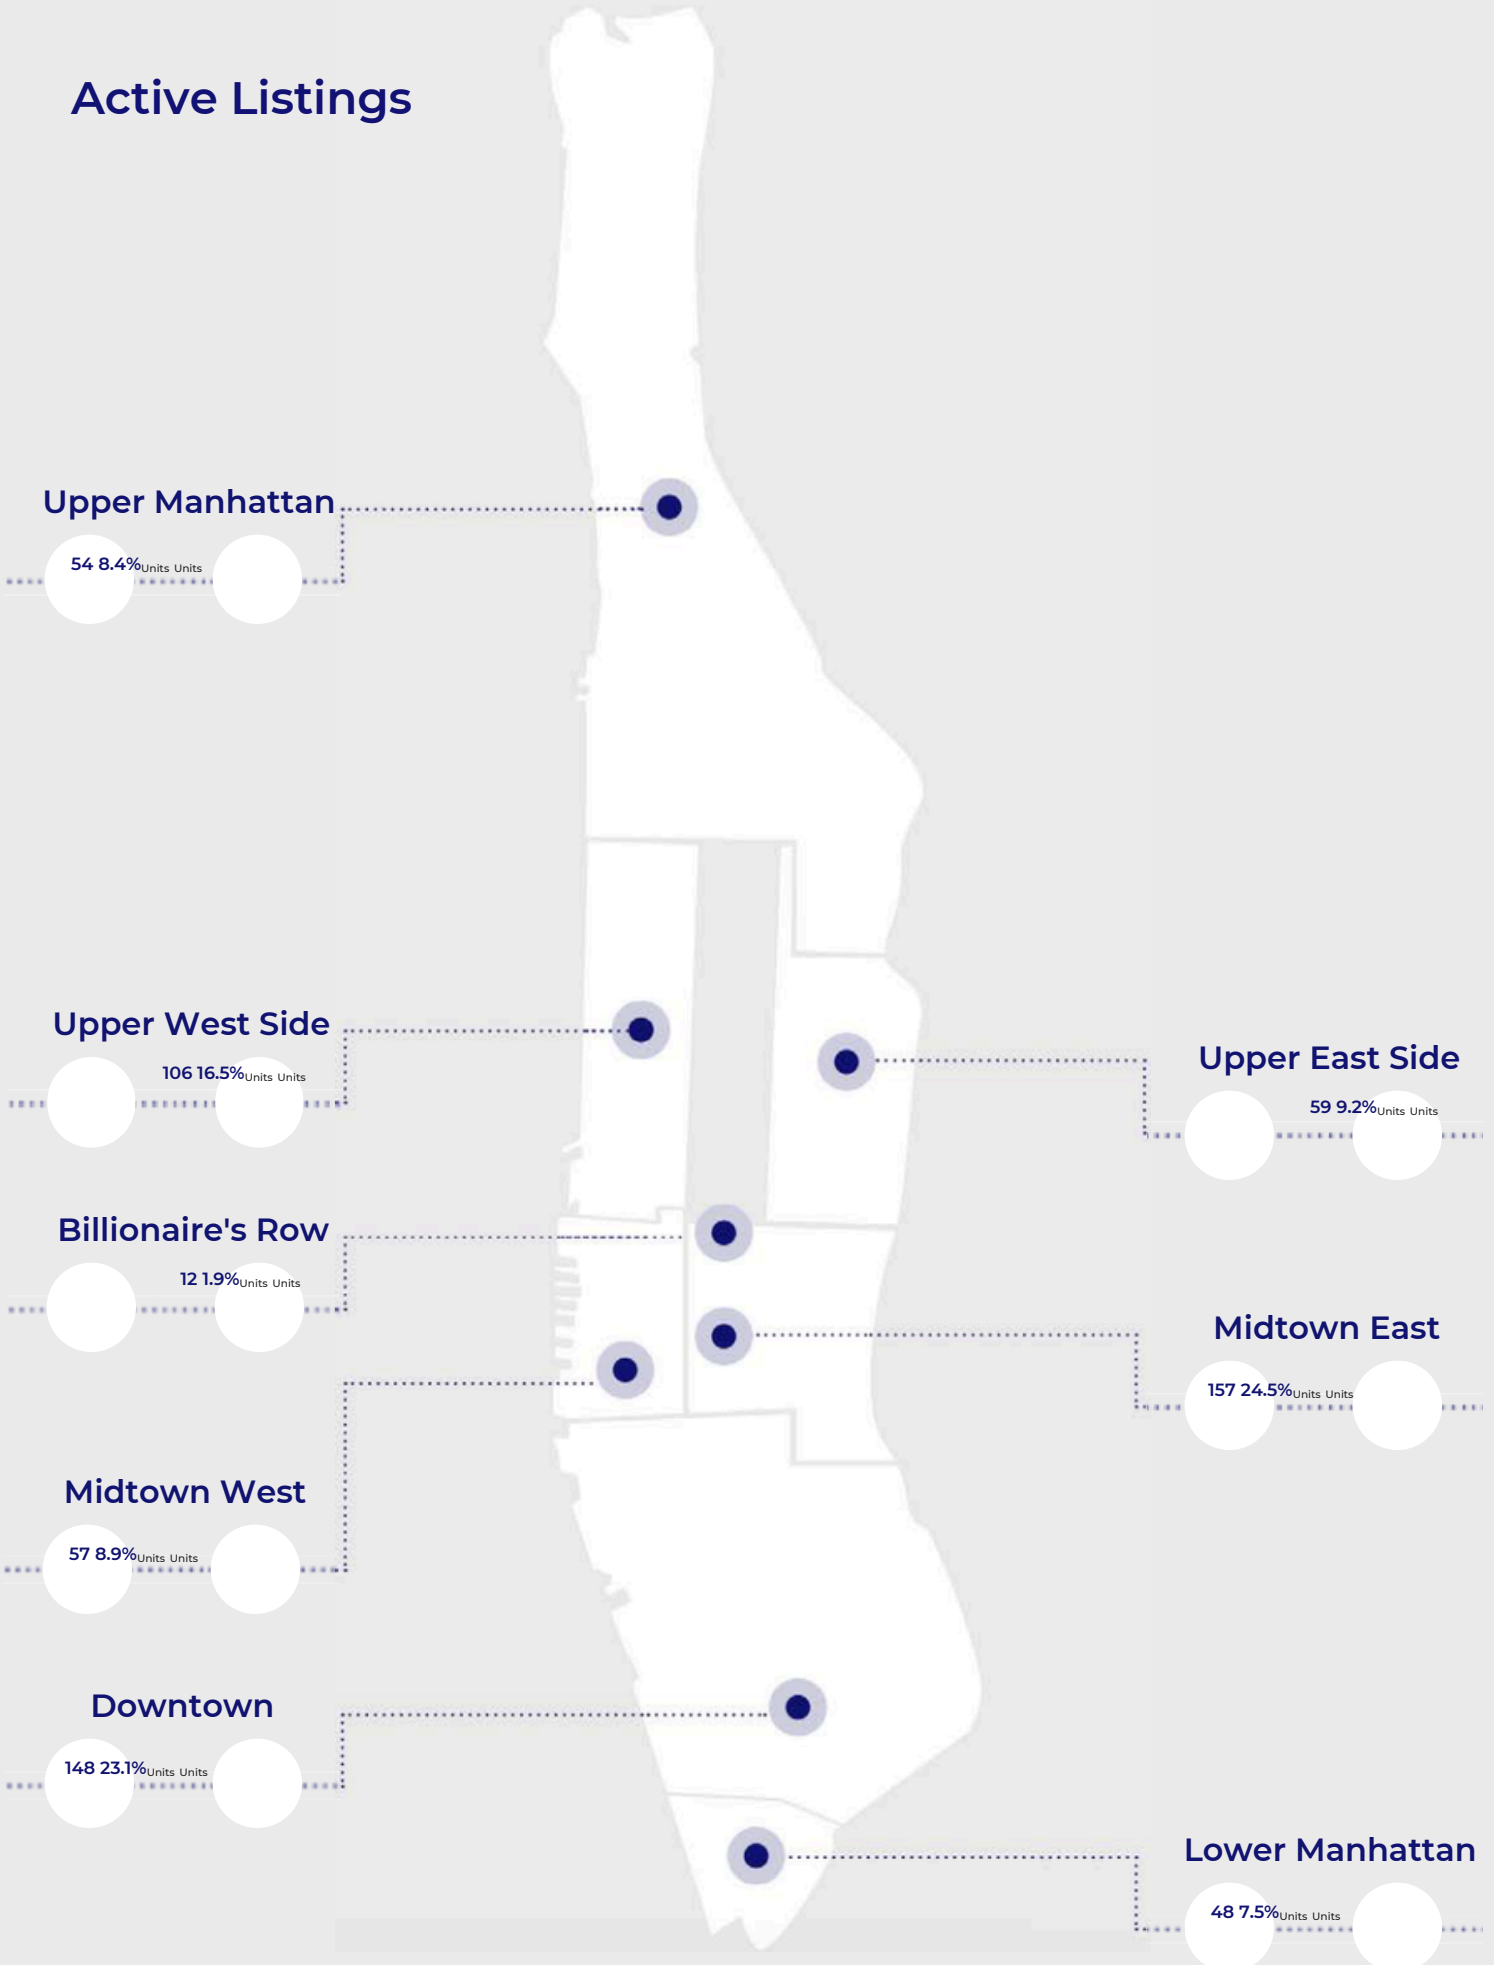 Active Listings
Upper Manhattan
54 8.4% Units Units
Upper West Side
106 16.5% Units Units
Upper East Side
59 9.2% Units Units
Billionaire's Row
12 1.9% Units Units
Midtown East
157 24.5% Units Units
Midtown West
57 8.9% Units Units
Downtown
148 23.1% Units Units
Lower Manhattan
48 7.5% Units Units